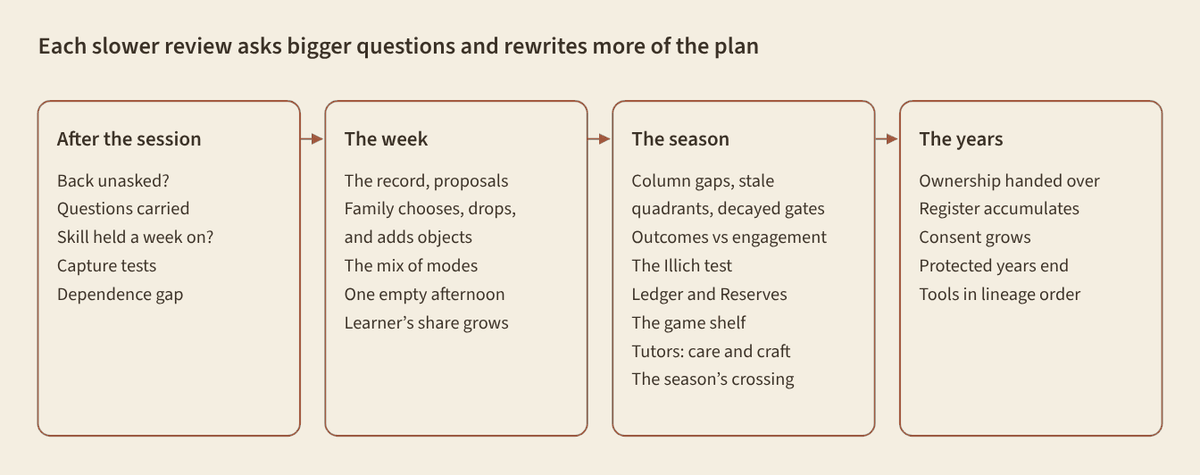 Each slower review asks bigger questions and rewrites more of the plan
After the session
Back unasked?
Questions carried
Skill held a week on?
Capture tests
Dependence gap
The week
The record, proposals
Family chooses, drops,
and adds objects
The mix of modes
One empty afternoon
Learner’s share grows
The season
Column gaps, stale
quadrants, decayed gates
Outcomes vs engagement
The Illich test
Ledger and Reserves
The game shelf
Tutors: care and craft
The season’s crossing
The years
Ownership handed over
Register accumulates
Consent grows
Protected years end
Tools in lineage order